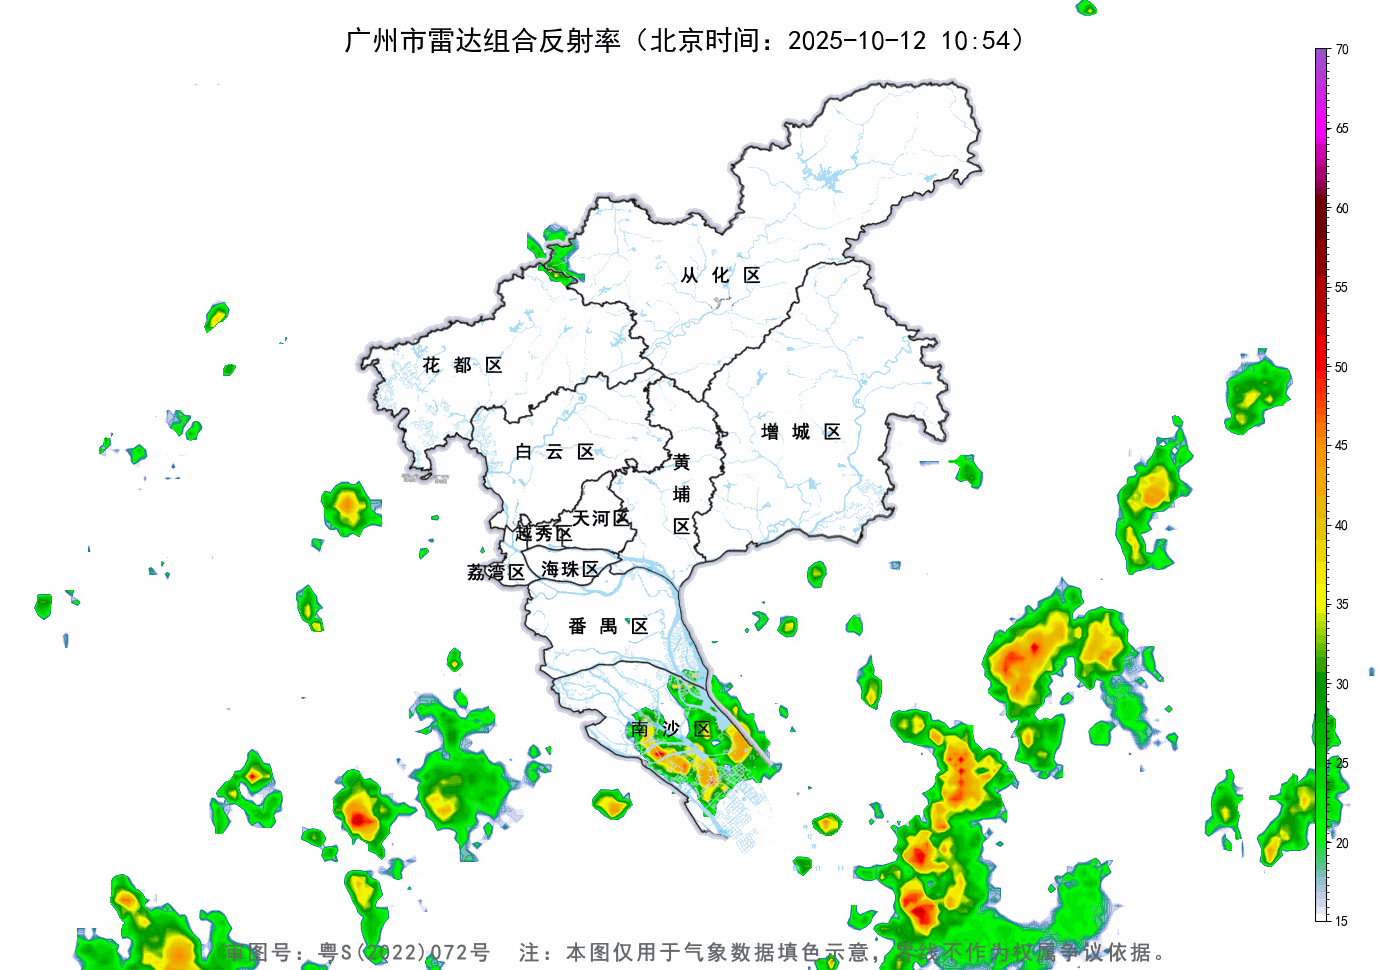 广州市雷达组合反射率（北京时间：2025-10-12 10:54）
70
65
60
55
50
45
40
35
30
25
20
15
从化区
花都区
增城区
白云区
黄埔区
天河区
越秀区
荔湾区
海珠区
番禺区
南沙区
审图号：粤S(2022)072号 注：本图仅用于气象数据填色示意，实线不作为权属争议依据。